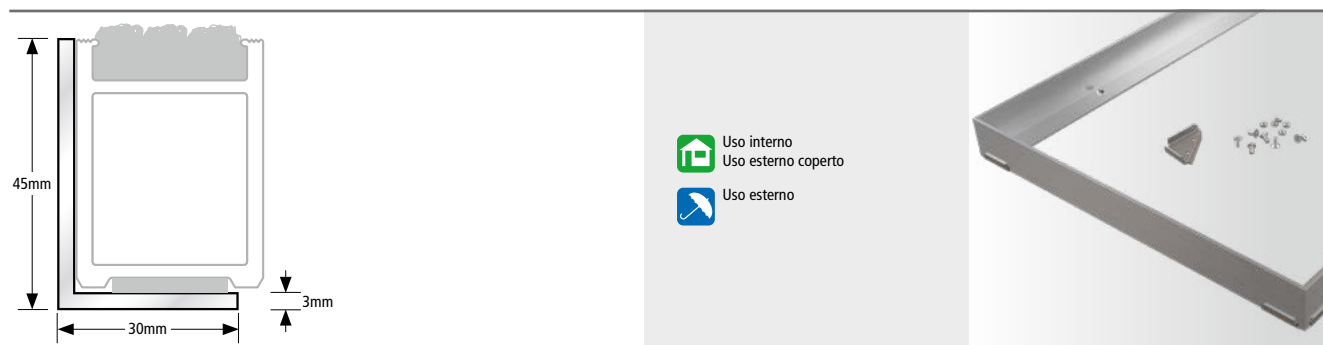 45mm
3mm
30mm
Uso interno
Uso esterno coperto
Uso esterno